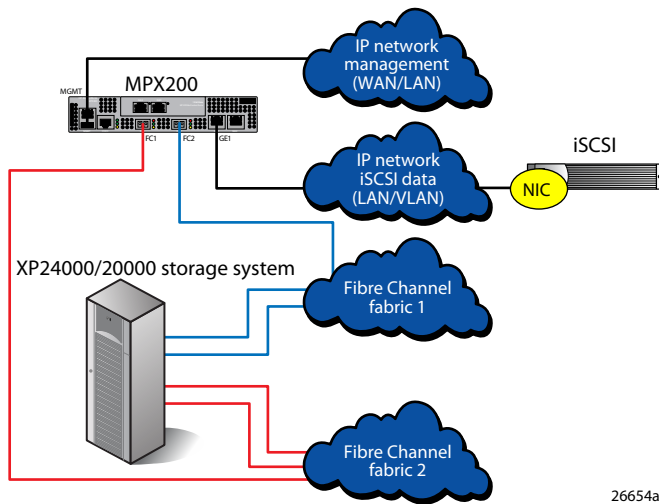 IP network
management
(WAN/LAN)
MPX200
MGMT
FC1
FC2
GE1
IP network
iSCSI data
(LAN/VLAN)
iSCSI
NIC
XP24000/20000 storage system
Fibre Channel
fabric 1
Fibre Channel
fabric 2
26654a